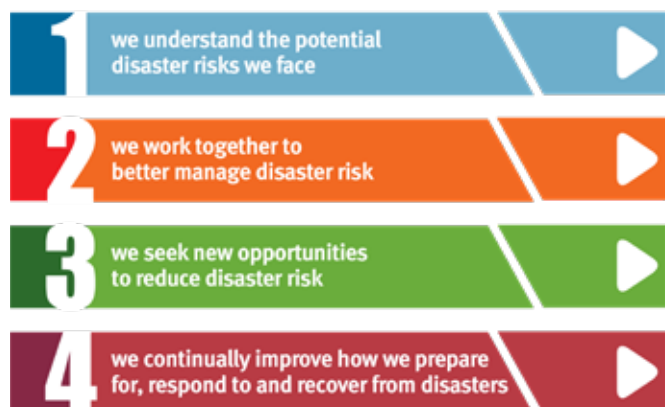 1
we understand the potential
disaster risks we face
2
we work together to
better manage disaster risk
3
we seek new opportunities
to reduce disaster risk
4
we continually improve how we prepare
for, respond to and recover from disasters